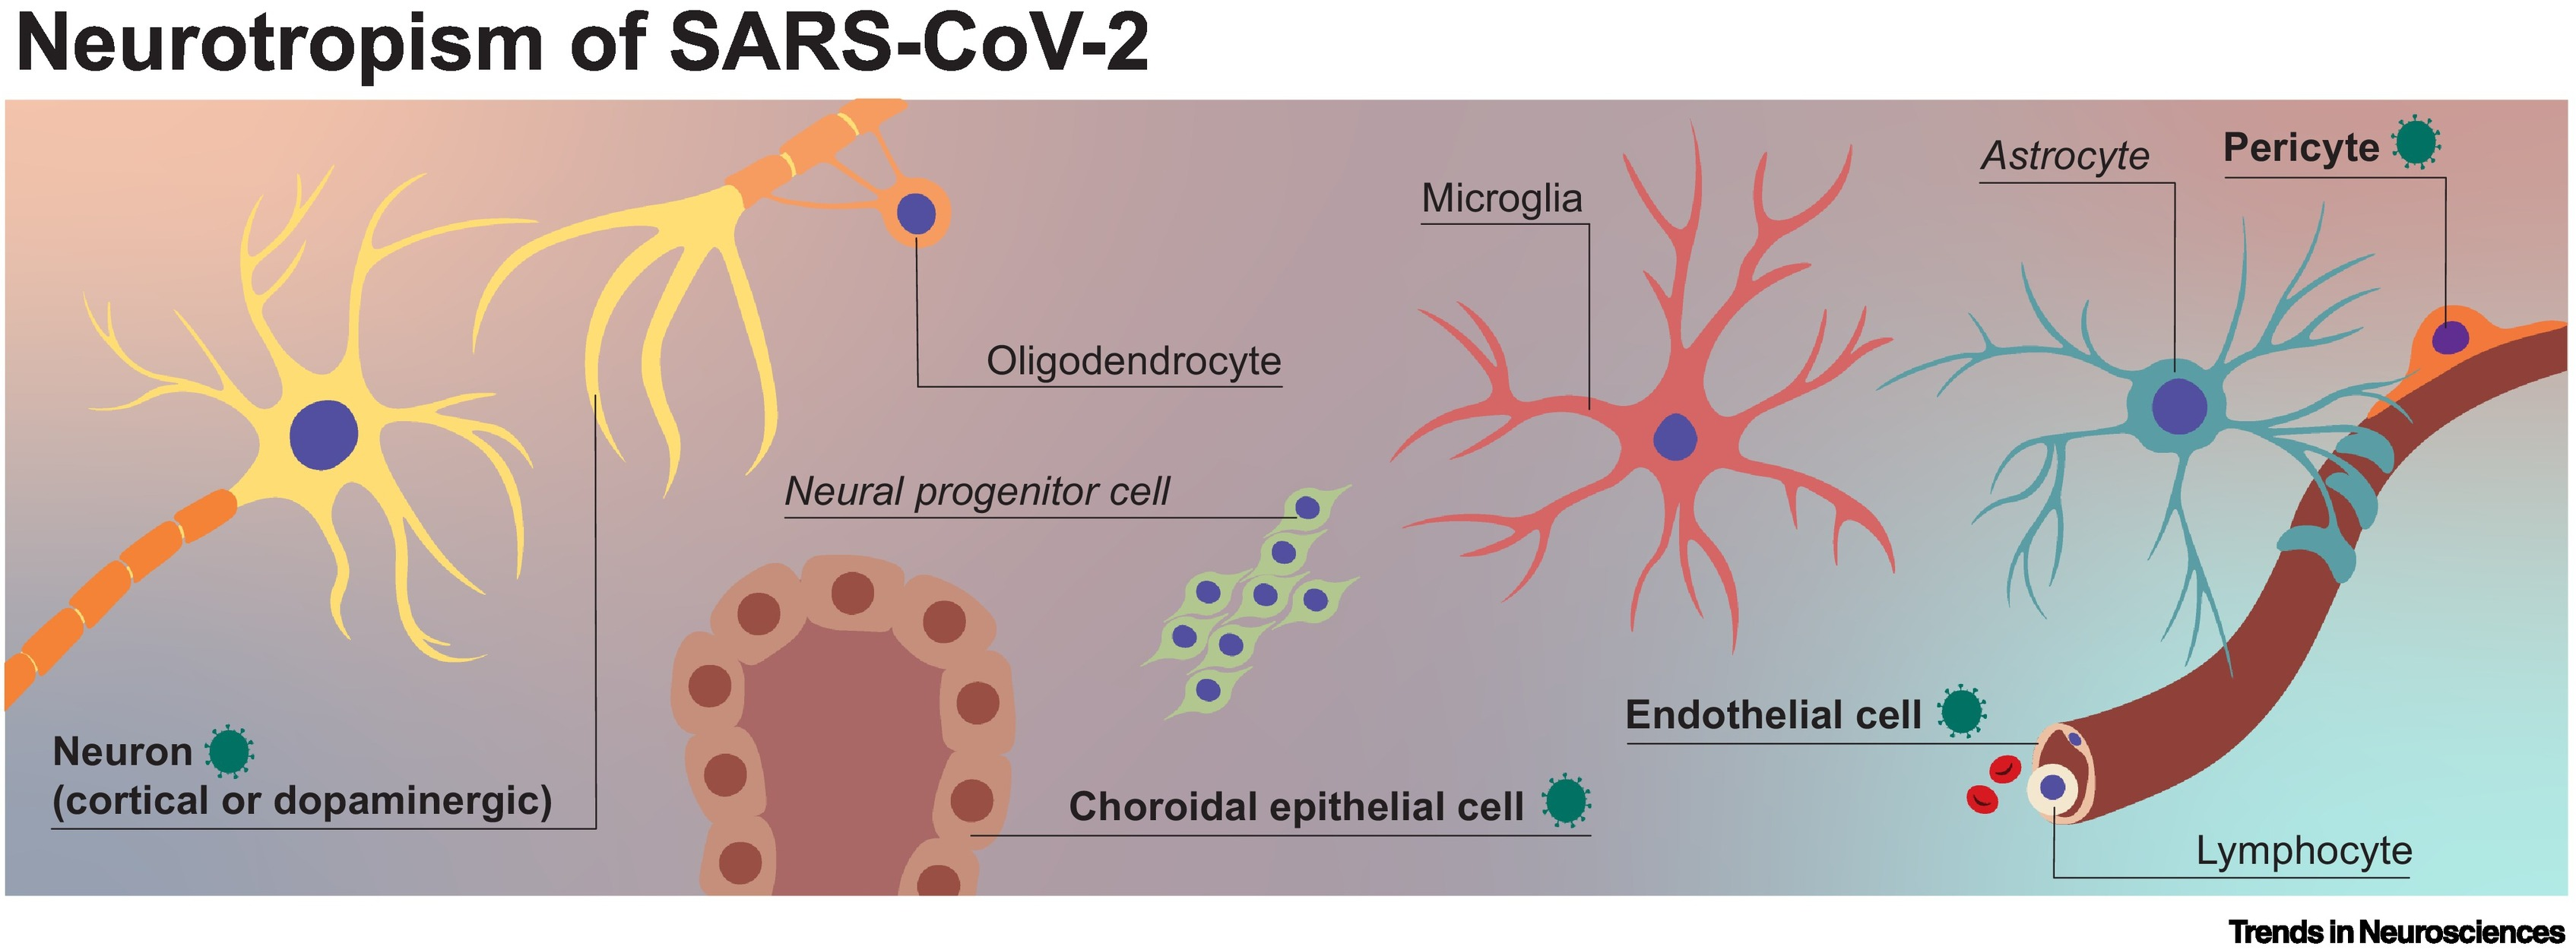 Neurotropism of SARS-CoV-2
Astrocyte
Pericyte
Microglia
Oligodendrocyte
Neural progenitor cell
Endothelial cell
Neuron
(cortical or dopaminergic)
Choroidal epithelial cell
Lymphocyte
Trends in Neurosciences